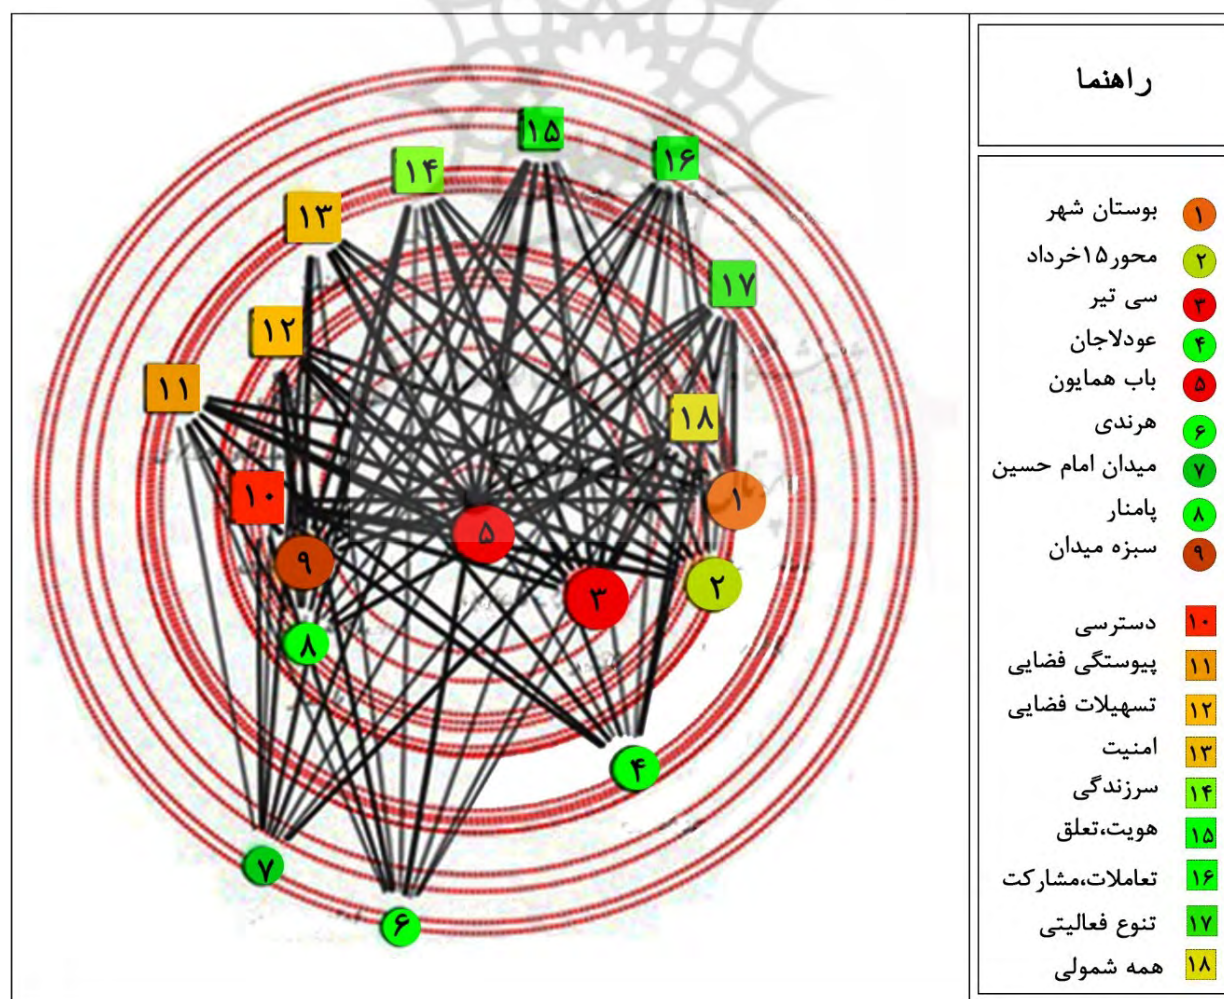 راهنما
۱ بوستان شهر
۲ محور۱۵خرداد
۳ سی تیر
۴ عودلاجان
۵ باب همایون
۶ هرندی
۷ میدان امام حسین
۸ پامنار
۹ سبزه میدان
۱۰ دسترسی
۱۱ پیوستگی فضایی
۱۲ تسهیلات فضایی
۱۳ امنیت
۱۴ سرزندگی
۱۵ هویت،تعلق
۱۶ تعاملات،مشارکت
۱۷ تنوع فعالیتی
۱۸ همه شمولی
۱۵
۱۶
۱۴
۱۳
۱۷
۱۲
۱۱
۱۸
۱۰
۱
۵
۹
۲
۳
۸
۴
۷
۶